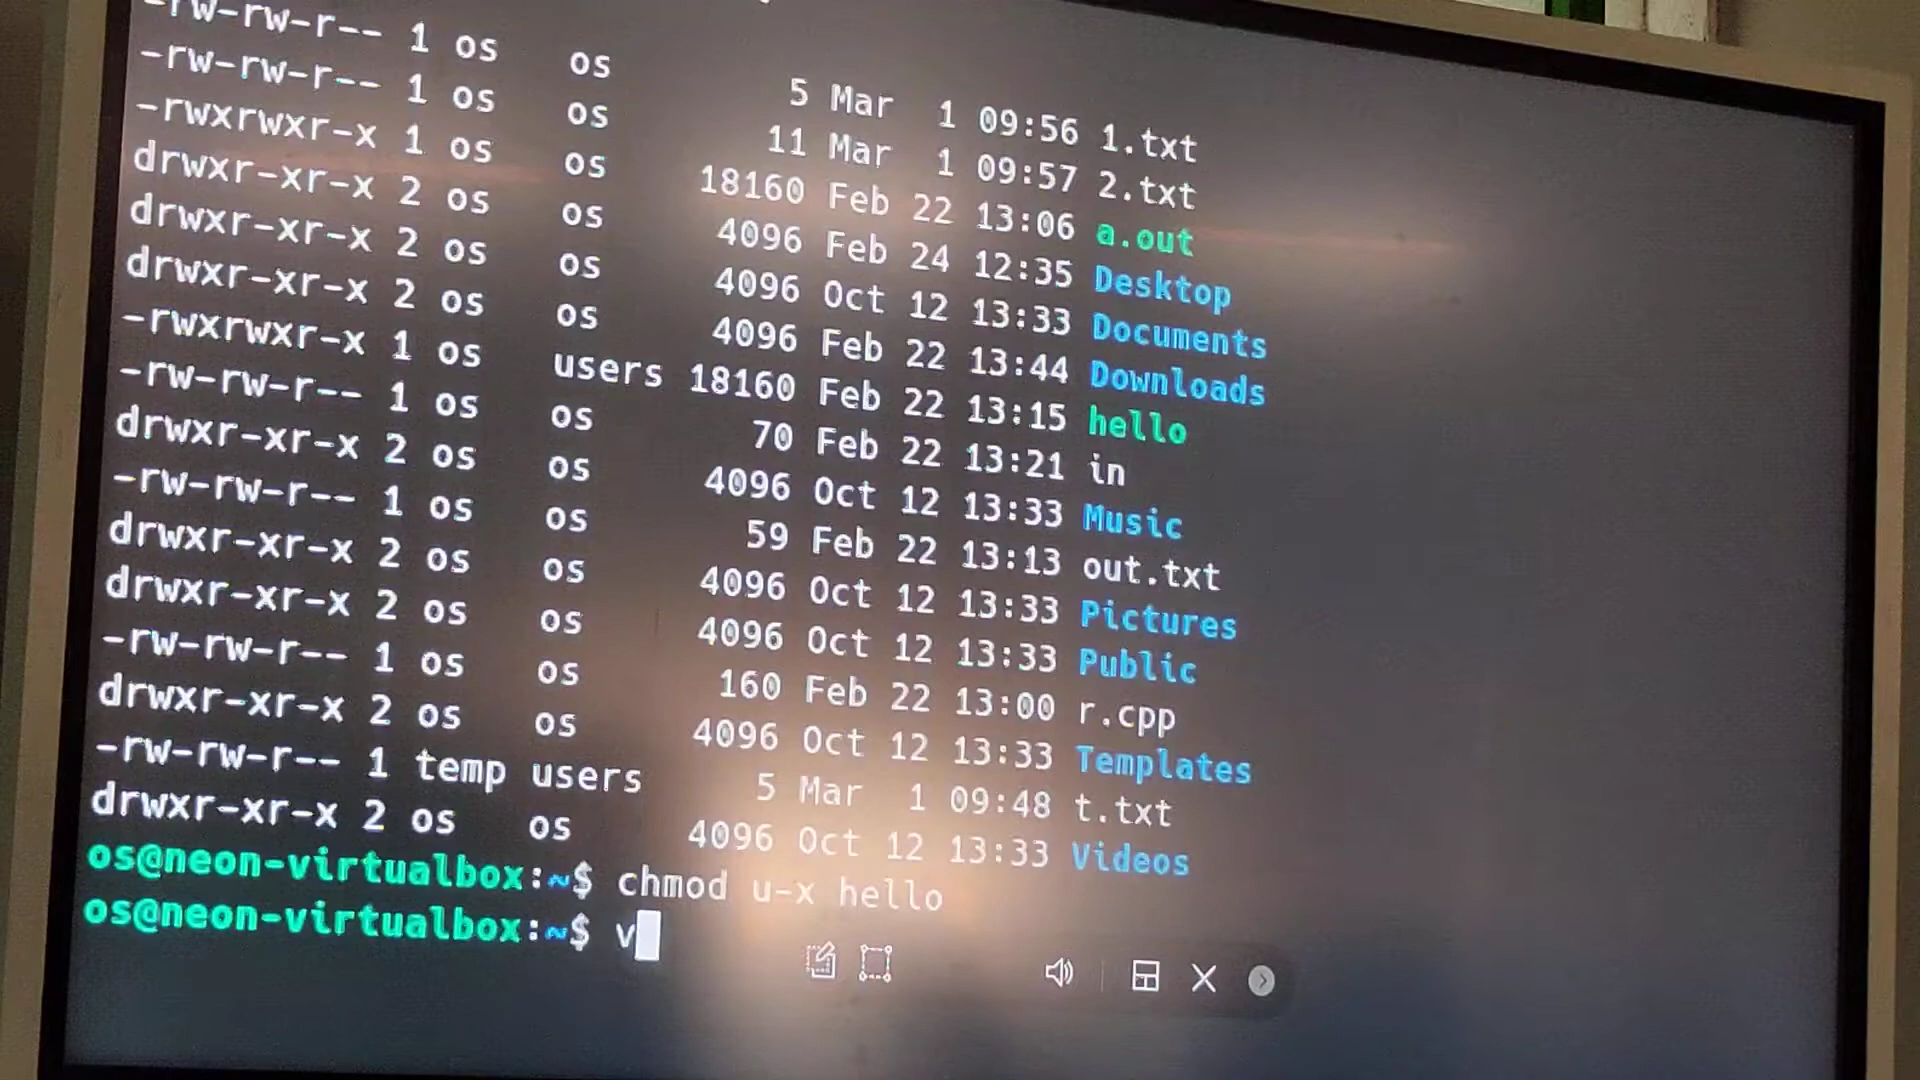 -rw-rw-r-- 1 os os 5 Mar 1 09:56 1.txt
-rw-rw-r-- 1 os os 11 Mar 1 09:57 2.txt
-rwxrwxr-x 1 os os 18160 Feb 22 13:06 a.out
drwxr-xr-x 2 os os 4096 Feb 24 12:35 Desktop
drwxr-xr-x 2 os os 4096 Oct 12 13:33 Documents
drwxr-xr-x 2 os os 4096 Feb 22 13:44 Downloads
-rwxrwxr-x 1 os users 18160 Feb 22 13:15 hello
-rw-rw-r-- 1 os os 70 Feb 22 13:21 in
drwxr-xr-x 2 os os 4096 Oct 12 13:33 Music
-rw-rw-r-- 1 os os 59 Feb 22 13:13 out.txt
drwxr-xr-x 2 os os 4096 Oct 12 13:33 Pictures
drwxr-xr-x 2 os os 4096 Oct 12 13:33 Public
-rw-rw-r-- 1 os os 160 Feb 22 13:00 r.cpp
drwxr-xr-x 2 os os 4096 Oct 12 13:33 Templates
-rw-rw-r-- 1 temp users 5 Mar 1 09:48 t.txt
drwxr-xr-x 2 os os 4096 Oct 12 13:33 Videos
os@neon-virtualbox:~$ chmod u-x hello
os@neon-virtualbox:~$ v